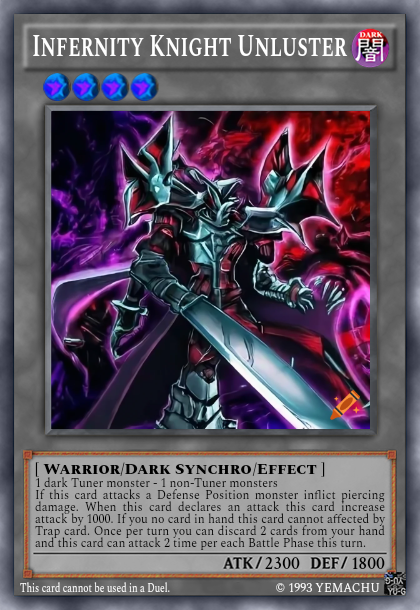 INFERNITY KNIGHT UNLUSTER
DARK
闇
[ WARRIOR/DARK SYNCHRO/EFFECT ]
1 dark Tuner monster - 1 non-Tuner monsters
If this card attacks a Defense Position monster inflict piercing
damage. When this card declares an attack this card increase
attack by 1000. If you no card in hand this card cannot affected by
Trap card. Once per turn you can discard 2 cards from your hand
and this card can attack 2 time per each Battle Phase this turn.
ATK/2300 DEF/1800
This card cannot be used in a Duel.
© 1993 YEMACHU